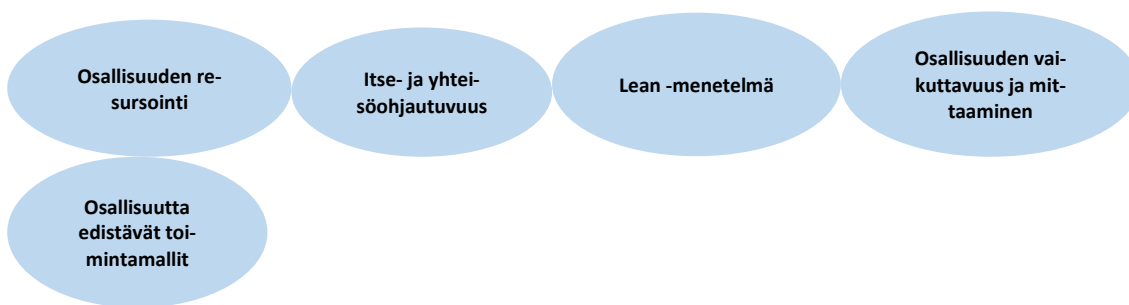 Osallisuuden re-
sursointi
Itse- ja yhtei-
söohjautuvuus
Lean -menetelmä
Osallisuuden vai-
kuttavuus ja mit-
taaminen
Osallisuutta
edistävät toi-
mintamallit